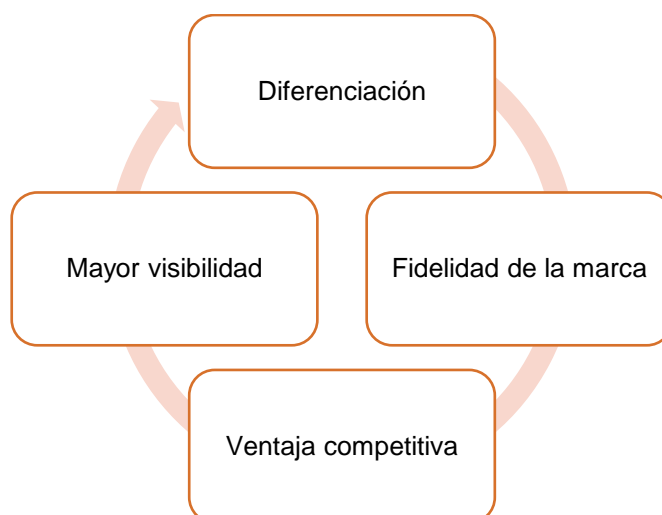 Diferenciación
Mayor visibilidad
Fidelidad de la marca
Ventaja competitiva